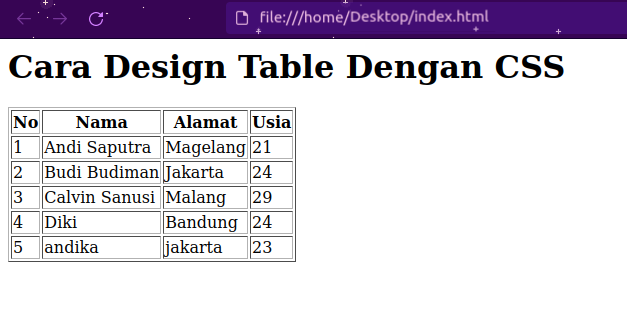 file:///home/Desktop/index.html
Cara Design Table Dengan CSS
No Nama Alamat Usia
1 Andi Saputra Magelang 21
2 Budi Budiman Jakarta 24
3 Calvin Sanusi Malang 29
4 Diki Bandung 24
5 andika jakarta 23